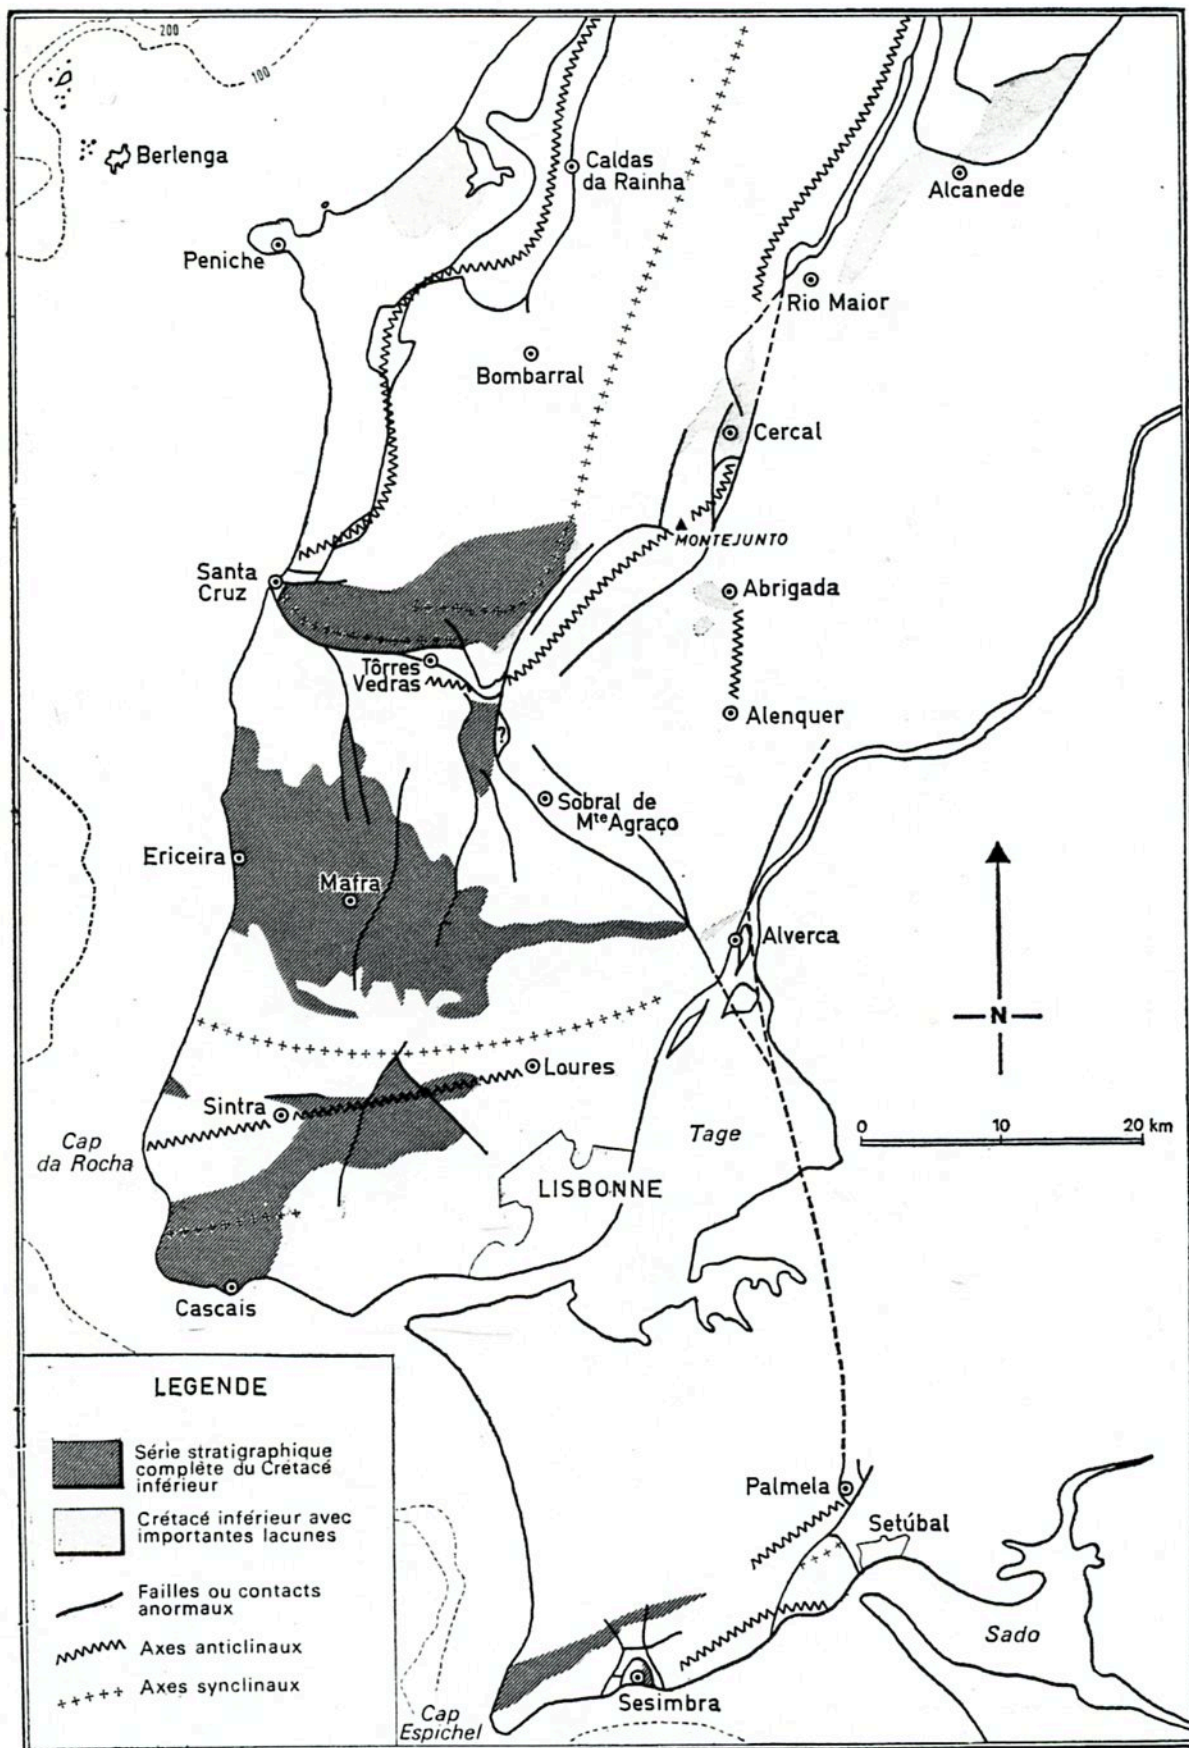 200
100
Berlenga
Caldas
da Rainha
Alcanede
Peniche
Rio Maior
Bombarral
Cercal
MONTEJUNTO
Santa
Cruz
Abrigada
Tôrres
Vedras
Alenquer
?
Sobral de
Mte Agraço
Ericeira
Mafra
Alverca
N
Loures
Sintra
Cap
da Rocha
Tage
0 10 20 km
LISBONNE
Cascais
LEGENDE
Série stratigraphique
complète du Crétacé
inférieur
Crétacé inférieur avec
importantes lacunes
Failles ou contacts
anormaux
Axes anticlinaux
Axes synclinaux
Palmela
Setúbal
Sado
Sesimbra
Cap
Espichel